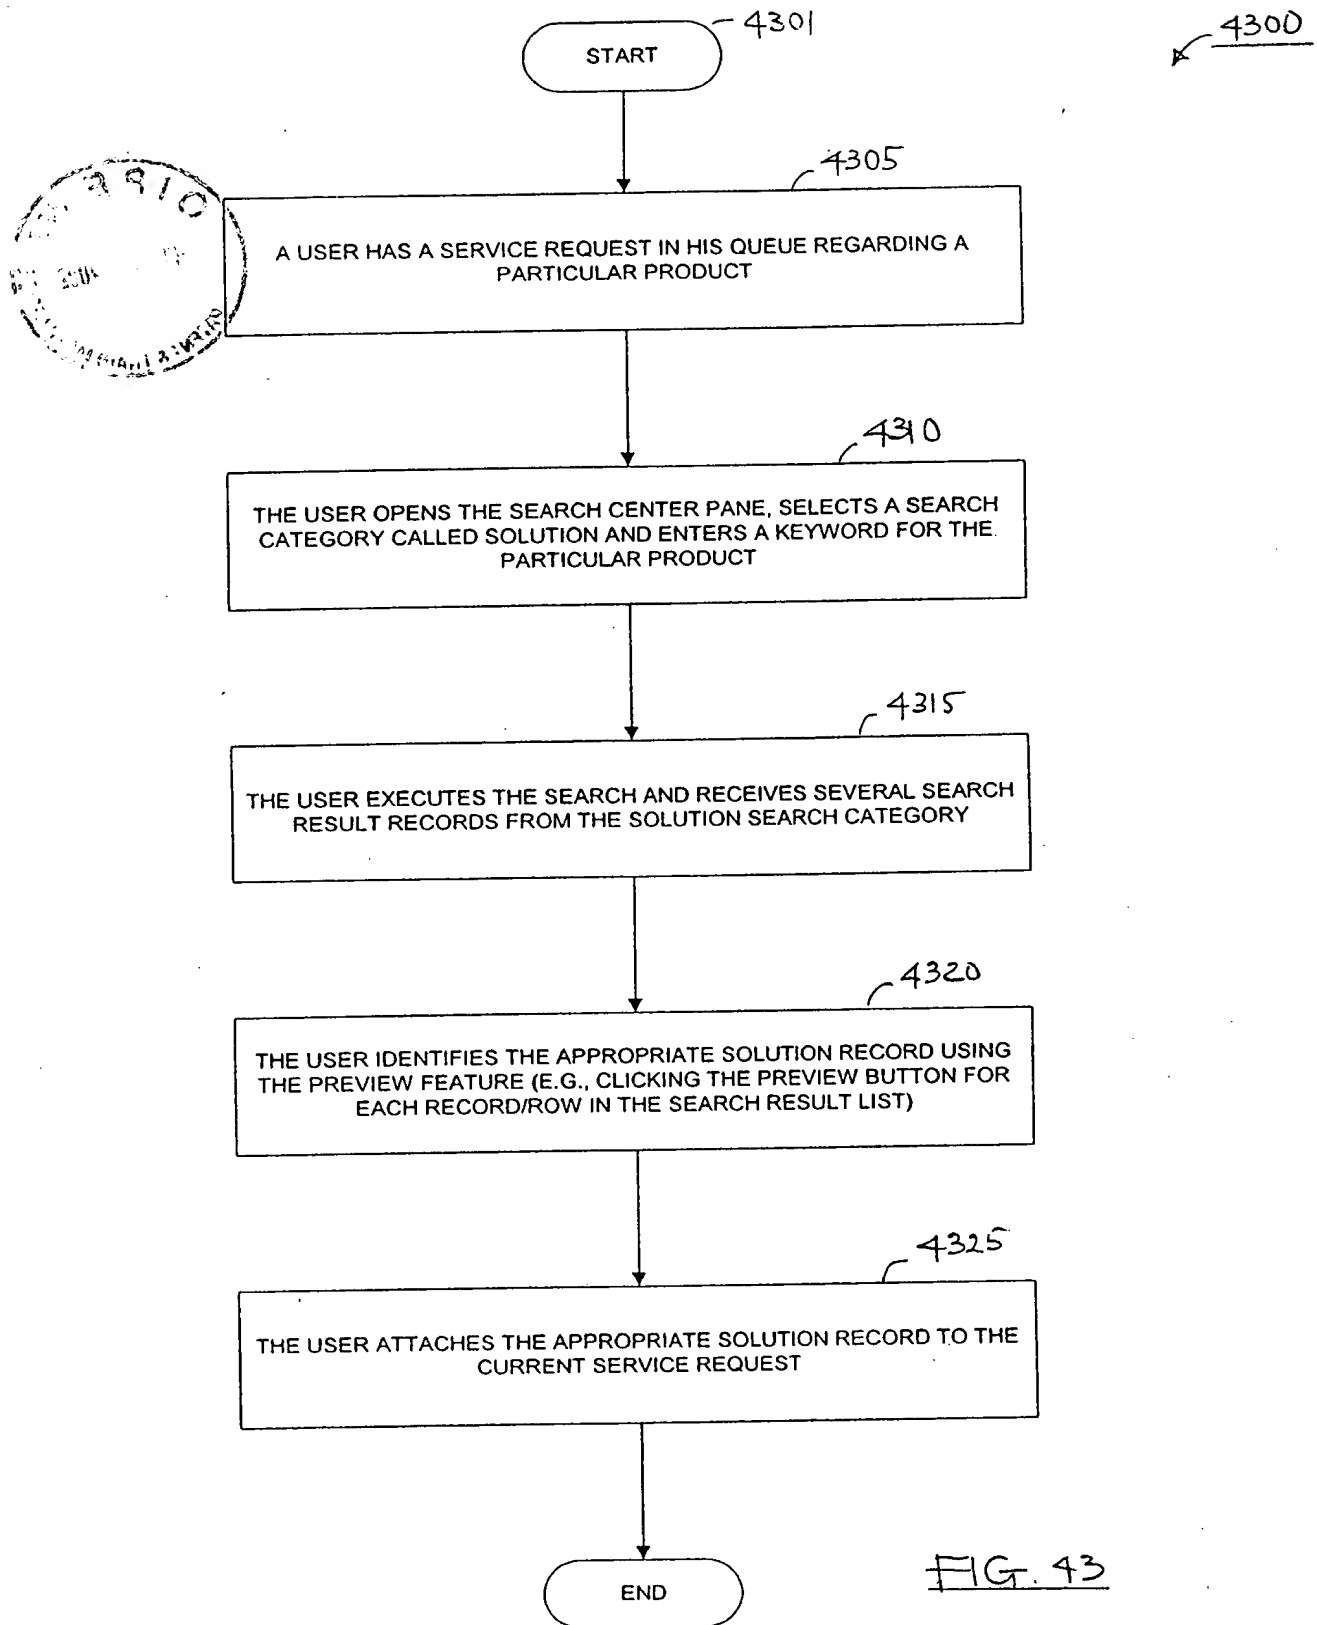 4301
4300
START
4305
A USER HAS A SERVICE REQUEST IN HIS QUEUE REGARDING A
PARTICULAR PRODUCT
OIPE
4310
THE USER OPENS THE SEARCH CENTER PANE, SELECTS A SEARCH
CATEGORY CALLED SOLUTION AND ENTERS A KEYWORD FOR THE
PARTICULAR PRODUCT
4315
THE USER EXECUTES THE SEARCH AND RECEIVES SEVERAL SEARCH
RESULT RECORDS FROM THE SOLUTION SEARCH CATEGORY
4320
THE USER IDENTIFIES THE APPROPRIATE SOLUTION RECORD USING
THE PREVIEW FEATURE (E.G., CLICKING THE PREVIEW BUTTON FOR
EACH RECORD/ROW IN THE SEARCH RESULT LIST)
4325
THE USER ATTACHES THE APPROPRIATE SOLUTION RECORD TO THE
CURRENT SERVICE REQUEST
END
FIG. 43